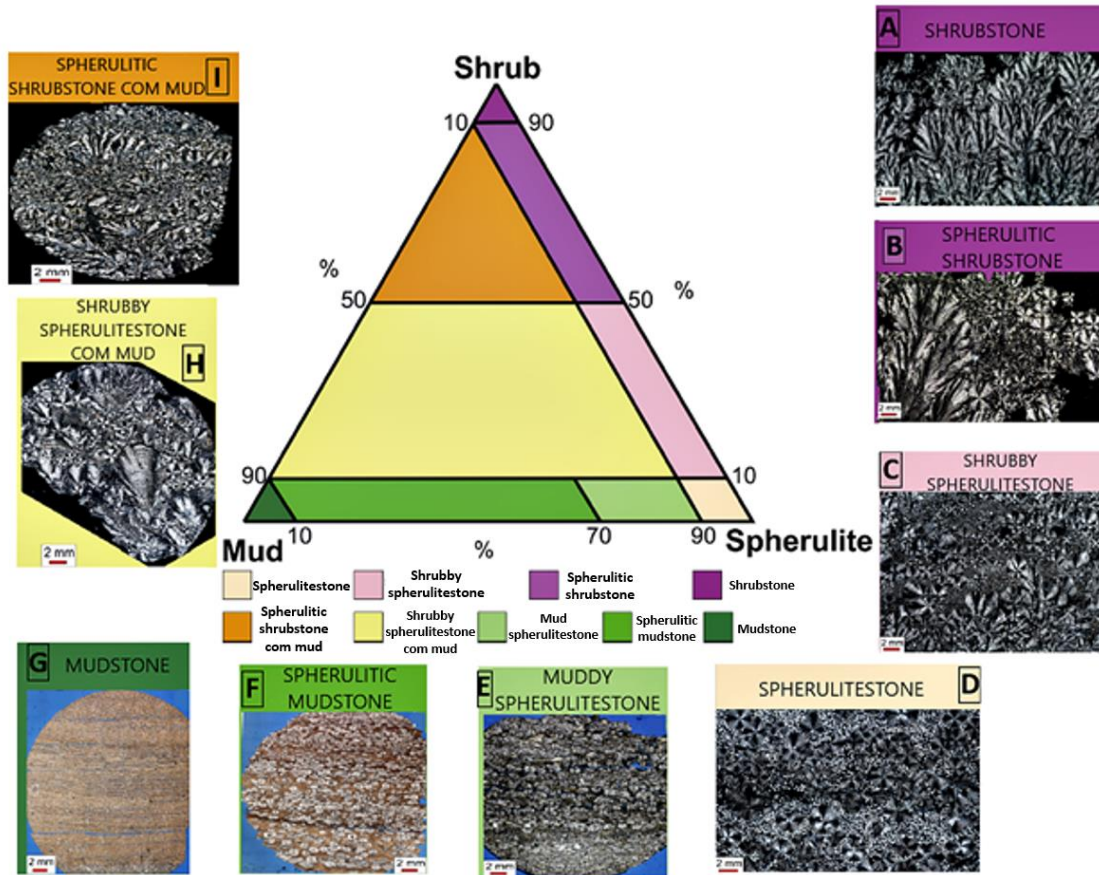 SPHERULITIC
SHRUBSTONE COM MUD
I
2 mm
SHRUBBY
SPHERULITESTONE
COM MUD
H
2 mm
Shrub
10
90
%
50
50
%
90
10
Mud
10
%
70
90
Spherulite
A
SHRUBSTONE
2 mm
B
SPHERULITIC
SHRUBSTONE
2 mm
C
SHRUBBY
SPHERULITESTONE
2 mm
Spherulitestone
Shrubby
spherulitestone
Spherulitic
shrubstone
Shrubstone
Spherulitic
shrubstone
com mud
Shrubby
spherulitestone
com mud
Mud
spherulitestone
Spherulitic
mudstone
Mudstone
G
MUDSTONE
2 mm
F
SPHERULITIC
MUDSTONE
2 mm
E
MUDDY
SPHERULITESTONE
2 mm
SPHERULITESTONE
D
2 mm